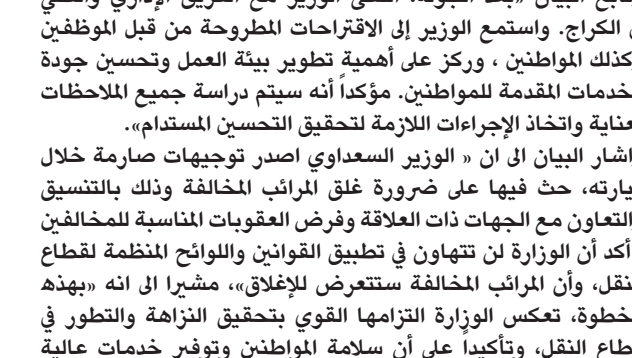 البيان «بعد الجولة، التقى الوزير مع الفريق الإداري والفني
الكراج. واستمع الوزير إلى الاقتراحات المطروحة من قبل الموظفين
كذلك المواطنين ، وركز على أهمية تطوير بيئة العمل وتحسين جودة
خدمات المقدمة للمواطنين. مؤكداً أنه سيتم دراسة جميع الملاحظات
عناية واتخاذ الإجراءات اللازمة لتحقيق التحسين المستدام».
اشار البيان الى ان « الوزير السعداوي اصدر توجيهات صارمة خلال
يارته، حث فيها على ضرورة غلق المرائب المخالفة وذلك بالتنسيق
التعاون مع الجهات ذات العلاقة وفرض العقوبات المناسبة للمخالفين
أكد أن الوزارة لن تتهاون في تطبيق القوانين واللوائح المنظمة لقطاع
نقل، وأن المرائب المخالفة ستتعرض للإغلاق»، مشيرا الى انه «بهذه
خطوة، تعكس الوزارة التزامها القوي بتحقيق النزاهة والتطور في
طاع النقل، وتأكيداً على أن سلامة المواطنين وتوفير خدمات عالية